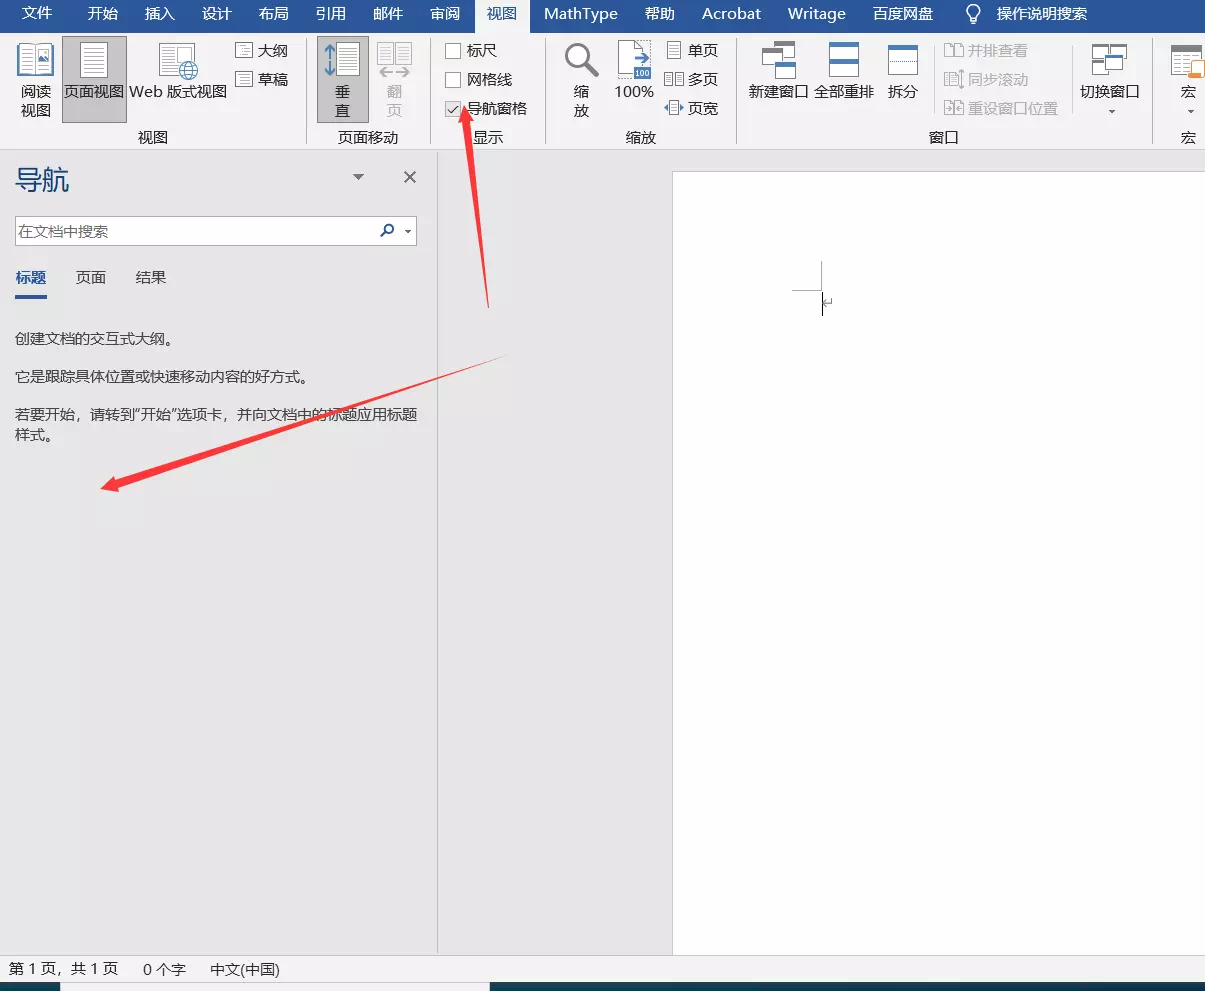 文件 开始 插入 设计 布局 引用 邮件 审阅 视图 MathType 帮助 Acrobat Writage 百度网盘 操作说明搜索
阅读
视图
页面视图
Web 版式视图
大纲
草稿
视图
垂
直
翻
页
页面移动
标尺
网格线
导航窗格
显示
缩
放
100
100%
单页
多页
页宽
缩放
新建窗口
全部重排
拆分
并排查看
同步滚动
重设窗口位置
切换窗口
窗口
宏
宏
导航
在文档中搜索
标题 页面 结果
创建文档的交互式大纲。
它是跟踪具体位置或快速移动内容的好方式。
若要开始，请转到“开始”选项卡，并向文档中的标题应用标题
样式。
第 1 页，共 1 页 0 个字 中文(中国)